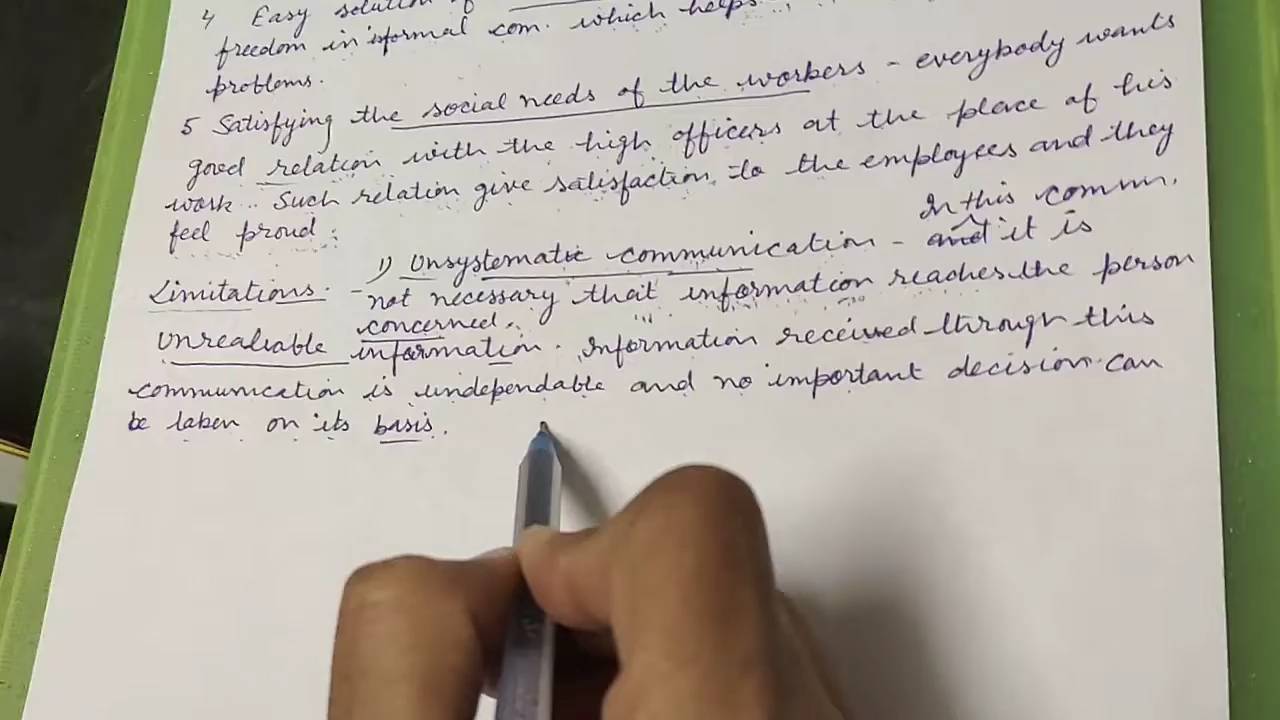 4 Easy solution of
freedom in informal com. which helps
problems.
5 Satisfying the social needs of the workers - everybody wants
good relation with the high officers at the place of his
work. Such relation give satisfaction to the employees and they
feel proud.
In this commun.
Limitations. - 1) Unsystematic communication - and it is
not necessary that information reaches the person
concerned.
Unrealiable information. Information received through this
communication is undependable and no important decision can
be taken on its basis.